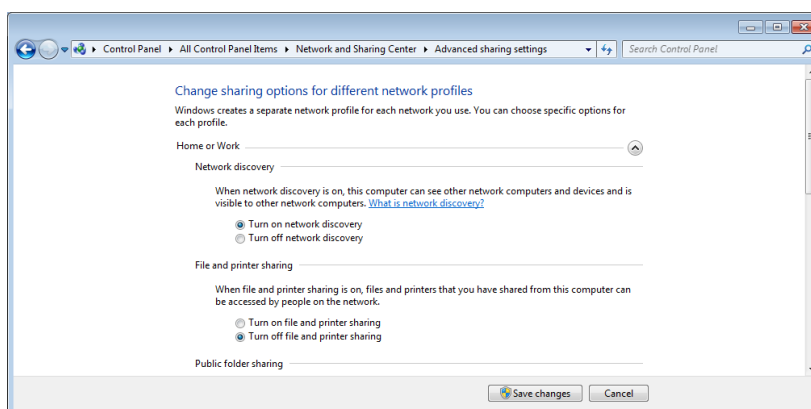 Control Panel ▸ All Control Panel Items ▸ Network and Sharing Center ▸ Advanced sharing settings
Search Control Panel
Change sharing options for different network profiles
Windows creates a separate network profile for each network you use. You can choose specific options for
each profile.
Home or Work
Network discovery
When network discovery is on, this computer can see other network computers and devices and is
visible to other network computers. What is network discovery?
Turn on network discovery
Turn off network discovery
File and printer sharing
When file and printer sharing is on, files and printers that you have shared from this computer can
be accessed by people on the network.
Turn on file and printer sharing
Turn off file and printer sharing
Public folder sharing
Save changes
Cancel